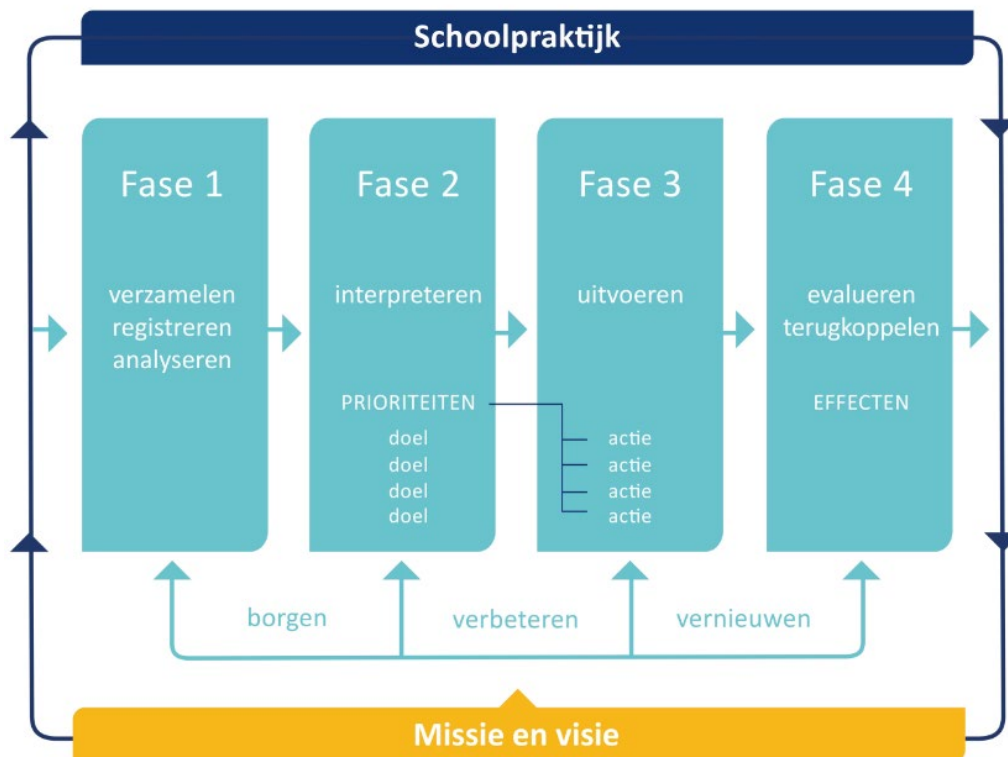 Schoolpraktijk
Fase 1
verzamelen
registreren
analyseren
Fase 2
interpreteren
PRIORITEITEN
doel
doel
doel
doel
Fase 3
uitvoeren
actie
actie
actie
actie
Fase 4
evalueren
terugkoppelen
EFFECTEN
borgen
verbeteren
vernieuwen
Missie en visie